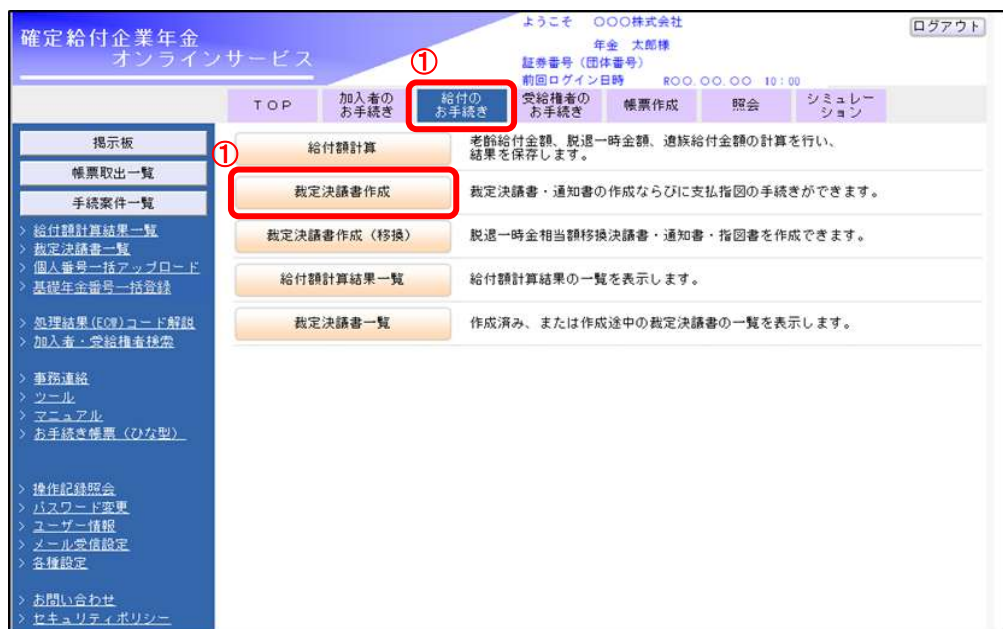 確定給付企業年金
オンラインサービス
ようこそ ○○○株式会社
年金 太郎様
証券番号（団体番号）
前回ログイン日時 R○○.○○.○○ 10:00
ログアウト
①
TOP
加入者の
お手続き
給付の
お手続き
受給権者の
お手続き
帳票作成
照会
シミュレー
ション
掲示板
帳票取出一覧
手続案件一覧
> 給付額計算結果一覧
> 裁定決議書一覧
> 個人番号一括アップロード
> 基礎年金番号一括登録
> 処理結果(ECW)コード解説
> 加入者・受給権者検索
> 事務連絡
> ツール
> マニュアル
> お手続き帳票（ひな型）
> 操作記録照会
> パスワード変更
> ユーザー情報
> メール受信設定
> 各種設定
> お問い合わせ
> セキュリティポリシー
①
給付額計算
老齢給付金額、脱退一時金額、遺族給付金額の計算を行い、
結果を保存します。
裁定決議書作成
裁定決議書・通知書の作成ならびに支払指図の手続きができます。
裁定決議書作成（移換）
脱退一時金相当額移換決議書・通知書・指図書を作成できます。
給付額計算結果一覧
給付額計算結果の一覧を表示します。
裁定決議書一覧
作成済み、または作成途中の裁定決議書の一覧を表示します。